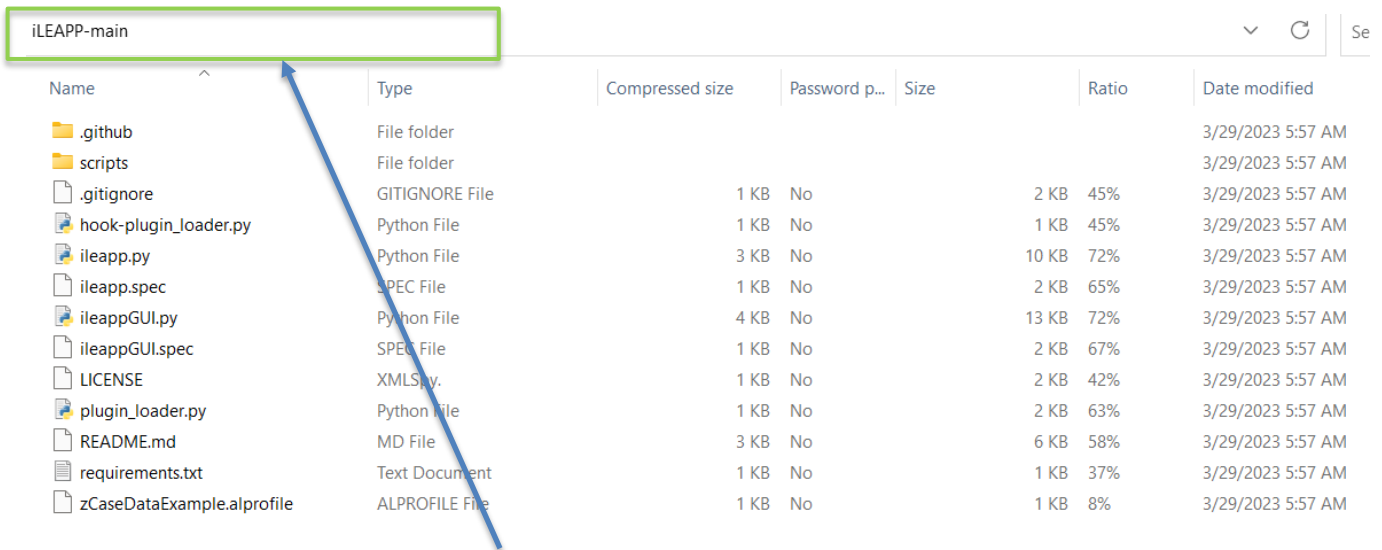 iLEAPP-main
Se
Name Type Compressed size Password p... Size Ratio Date modified
.github File folder 3/29/2023 5:57 AM
scripts File folder 3/29/2023 5:57 AM
.gitignore GITIGNORE File 1 KB No 2 KB 45% 3/29/2023 5:57 AM
hook-plugin_loader.py Python File 1 KB No 1 KB 45% 3/29/2023 5:57 AM
ileapp.py Python File 3 KB No 10 KB 72% 3/29/2023 5:57 AM
ileapp.spec SPEC File 1 KB No 2 KB 65% 3/29/2023 5:57 AM
ileappGUI.py Python File 4 KB No 13 KB 72% 3/29/2023 5:57 AM
ileappGUI.spec SPEC File 1 KB No 2 KB 67% 3/29/2023 5:57 AM
LICENSE XMLSpy. 1 KB No 2 KB 42% 3/29/2023 5:57 AM
plugin_loader.py Python File 1 KB No 2 KB 63% 3/29/2023 5:57 AM
README.md MD File 3 KB No 6 KB 58% 3/29/2023 5:57 AM
requirements.txt Text Document 1 KB No 1 KB 37% 3/29/2023 5:57 AM
zCaseDataExample.alprofile ALPROFILE File 1 KB No 1 KB 8% 3/29/2023 5:57 AM